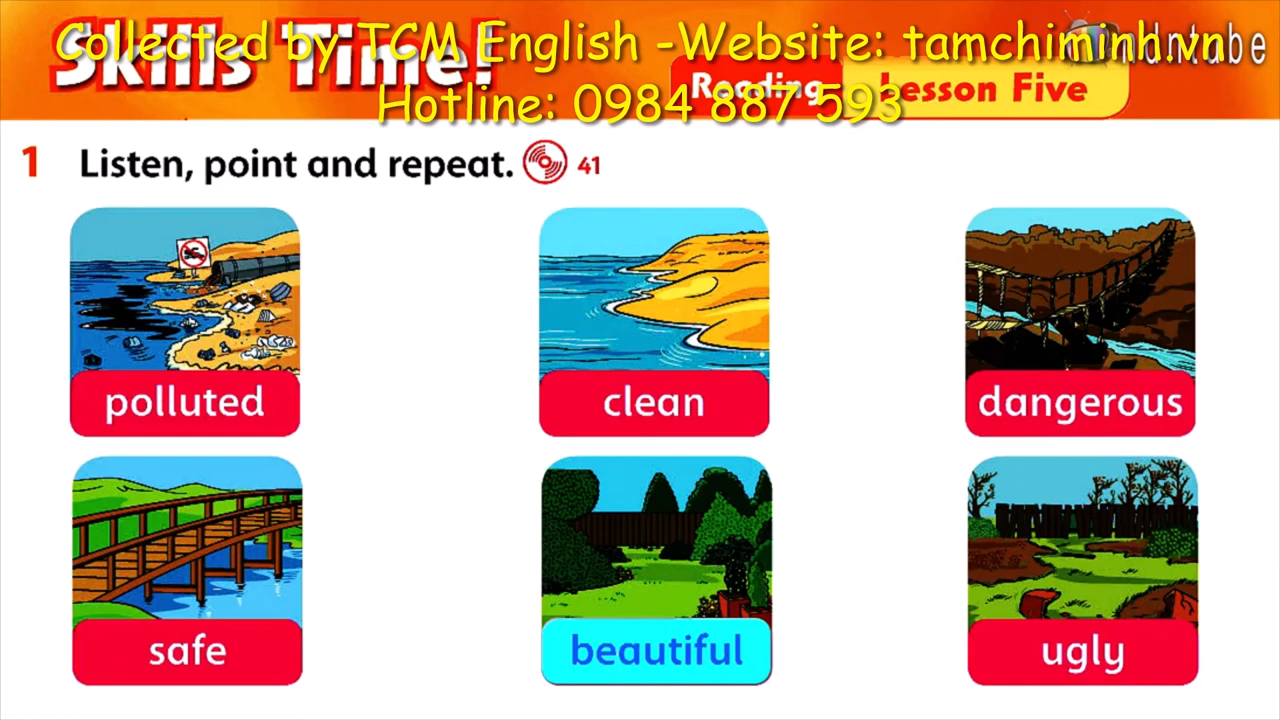 Collected by TCM English -Website: tamchiminh.vn
Hotline: 0984 887 593
Skills Time!
Reading
Lesson Five
1 Listen, point and repeat. 41
polluted
clean
dangerous
safe
beautiful
ugly